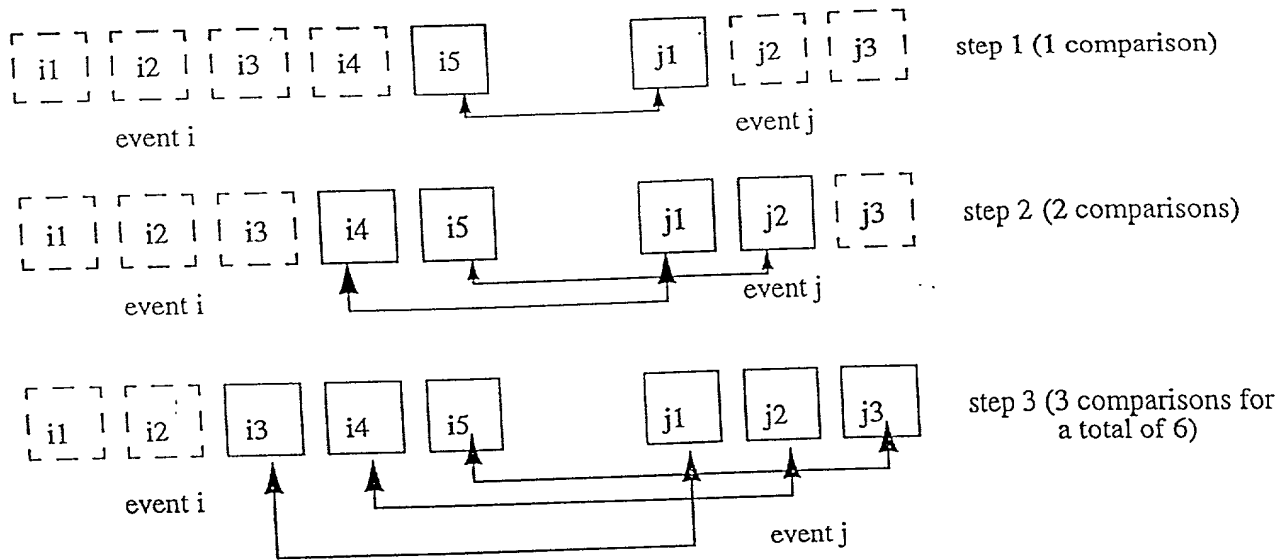 i1 i2 i3 i4 i5 j1 j2 j3 step 1 (1 comparison)
event i event j
i1 i2 i3 i4 i5 j1 j2 j3 step 2 (2 comparisons)
event i event j
i1 i2 i3 i4 i5 j1 j2 j3 step 3 (3 comparisons for
a total of 6)
event i event j